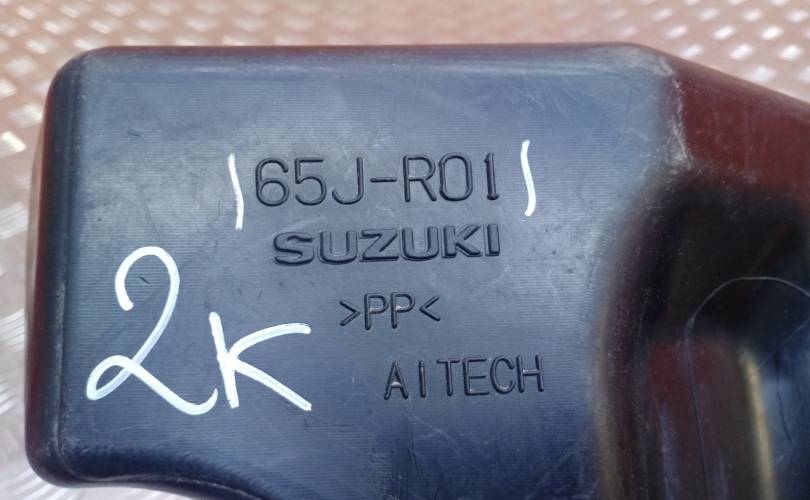 65J-R01
SUZUKI
>PP<
AITECH
2K